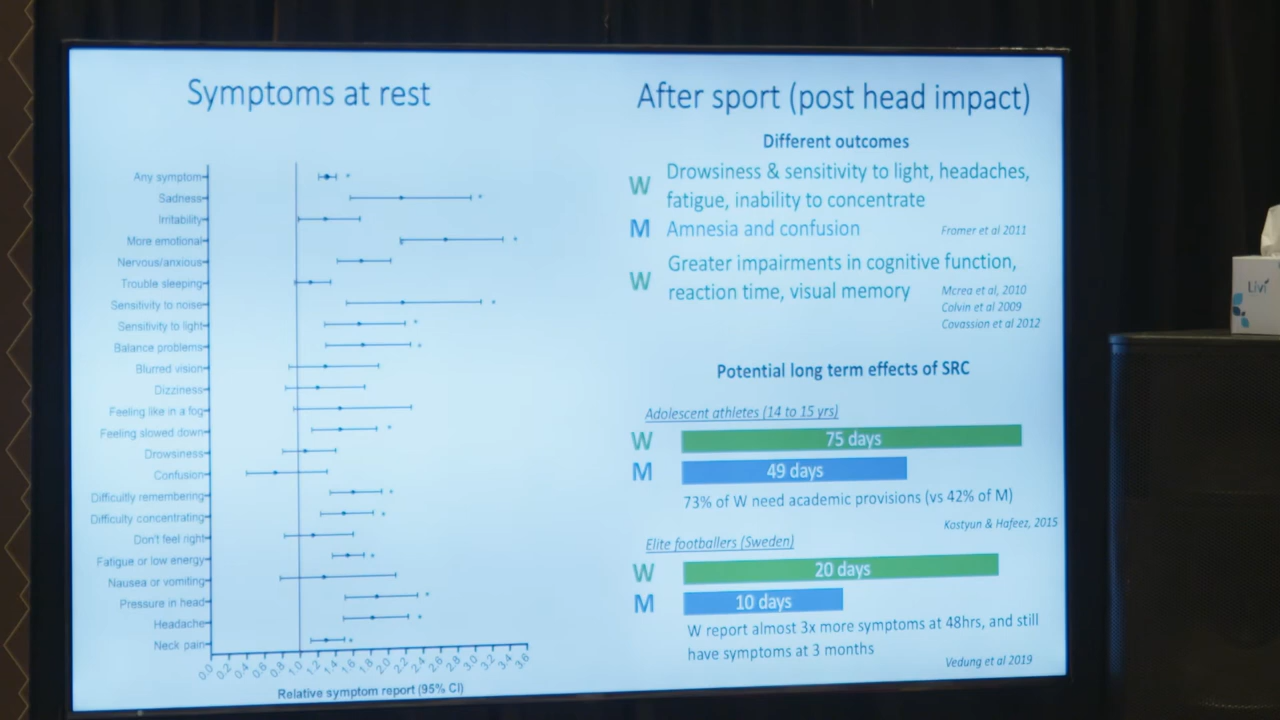 Symptoms at rest
Any symptom
Sadness
Irritability
More emotional
Nervous/anxious
Trouble sleeping
Sensitivity to noise
Sensitivity to light
Balance problems
Blurred vision
Dizziness
Feeling like in a fog
Feeling slowed down
Drowsiness
Confusion
Difficultly remembering
Difficulty concentrating
Don't feel right
Fatigue or low energy
Nausea or vomiting
Pressure in head
Headache
Neck pain
0.0 0.2 0.4 0.6 0.8 1.0 1.2 1.4 1.6 1.8 2.0 2.2 2.4 2.6 2.8 3.0 3.2 3.4 3.6
Relative symptom report (95% CI)
After sport (post head impact)
Different outcomes
W Drowsiness & sensitivity to light, headaches,
fatigue, inability to concentrate
M Amnesia and confusion
Fromer et al 2011
W Greater impairments in cognitive function,
reaction time, visual memory
Mcrea et al, 2010
Colvin et al 2009
Covassion et al 2012
Potential long term effects of SRC
Adolescent athletes (14 to 15 yrs)
W 75 days
M 49 days
73% of W need academic provisions (vs 42% of M)
Kostyun & Hafeez, 2015
Elite footballers (Sweden)
W 20 days
M 10 days
W report almost 3x more symptoms at 48hrs, and still
have symptoms at 3 months
Vedung et al 2019
Livi